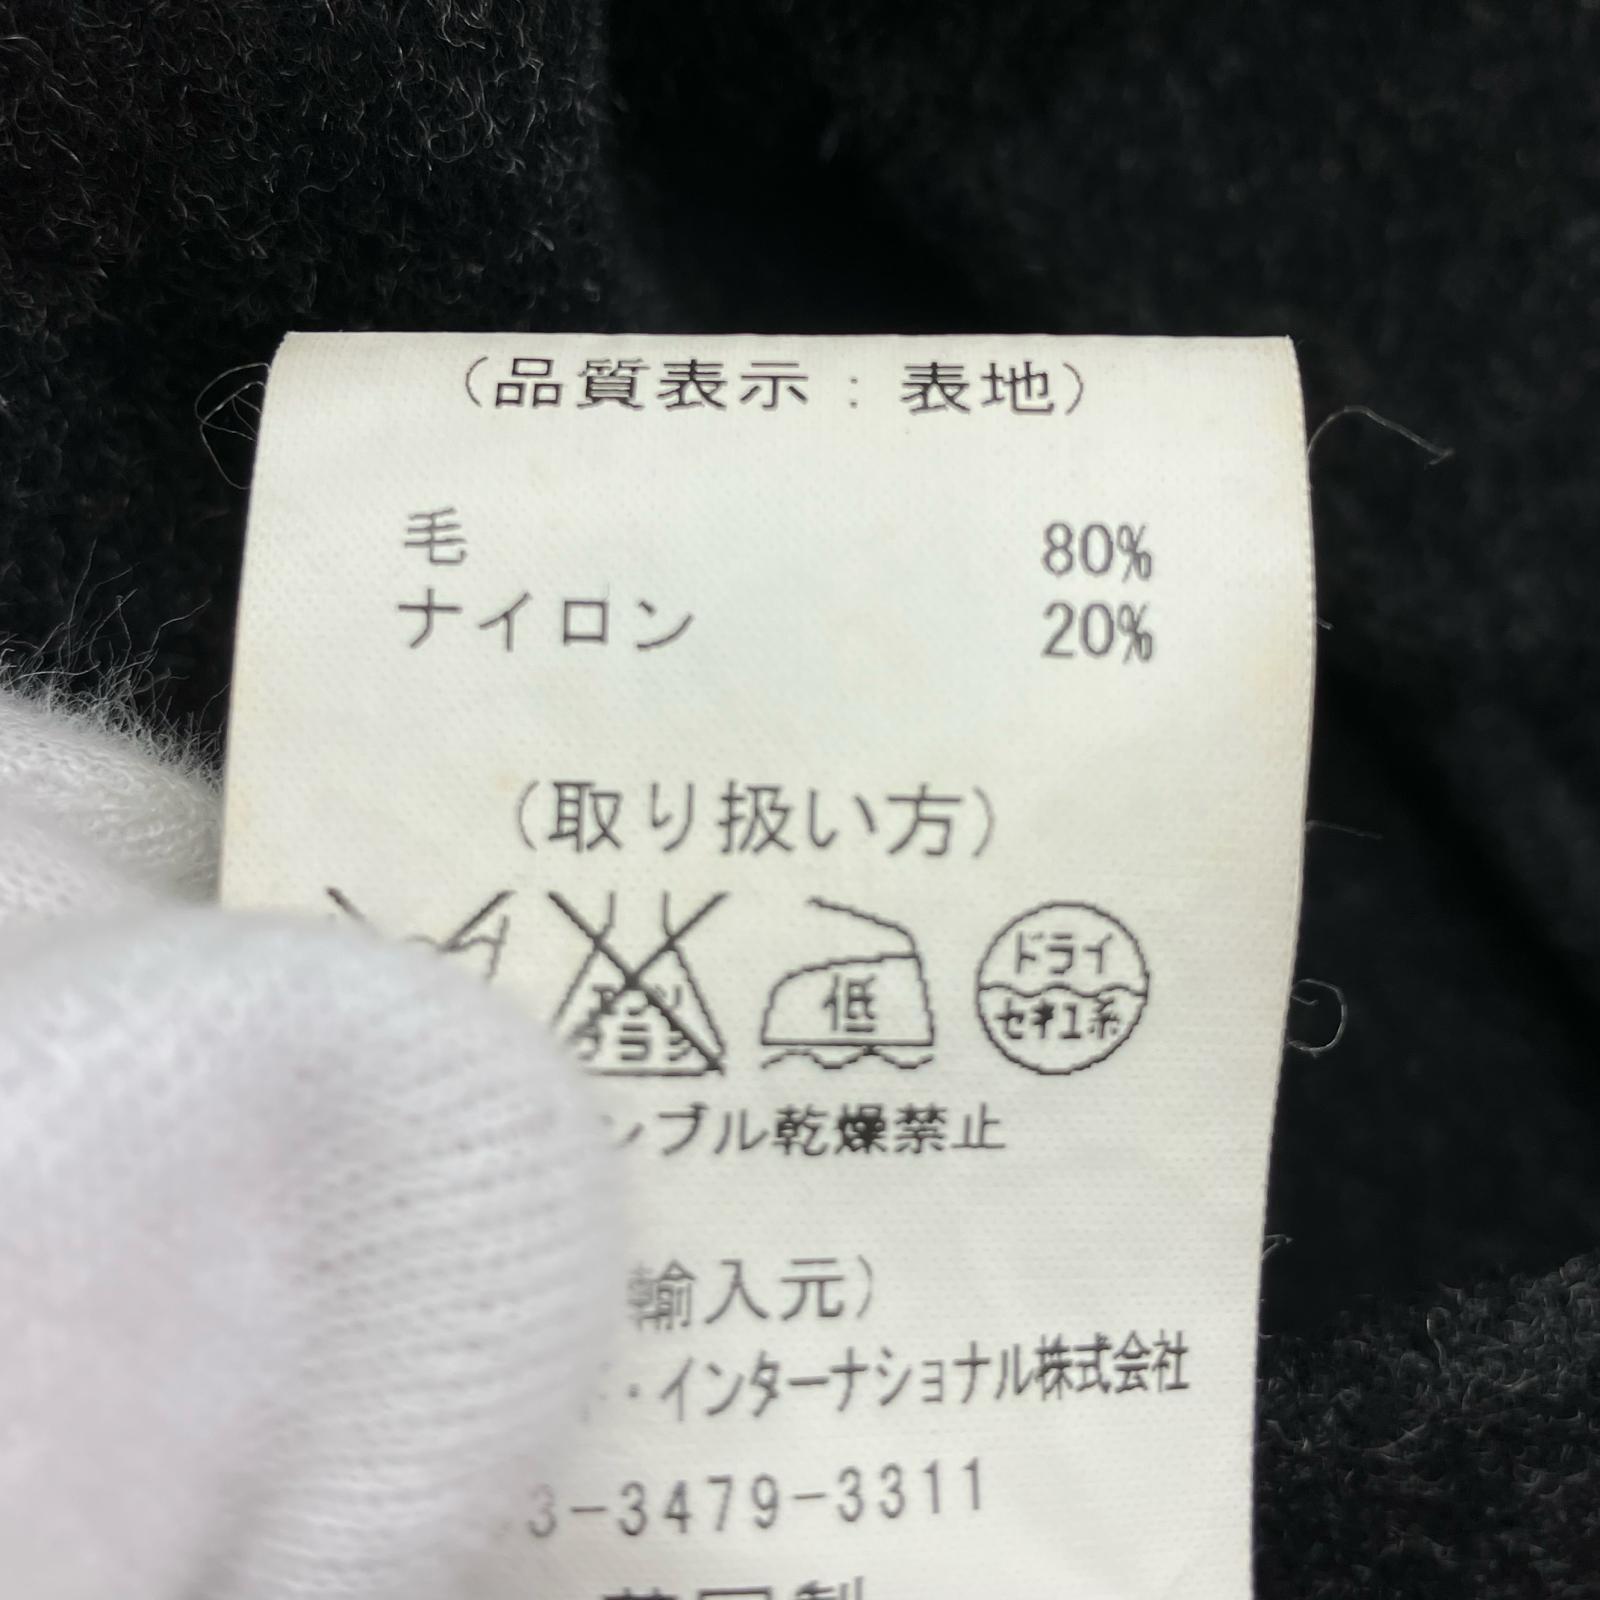 (品質表示：表地)
毛 80%
ナイロン 20%
(取り扱い方)
低
ドライ
セキユ系
ンブル乾燥禁止
輸入元)
・インターナショナル株式会社
3-3479-3311